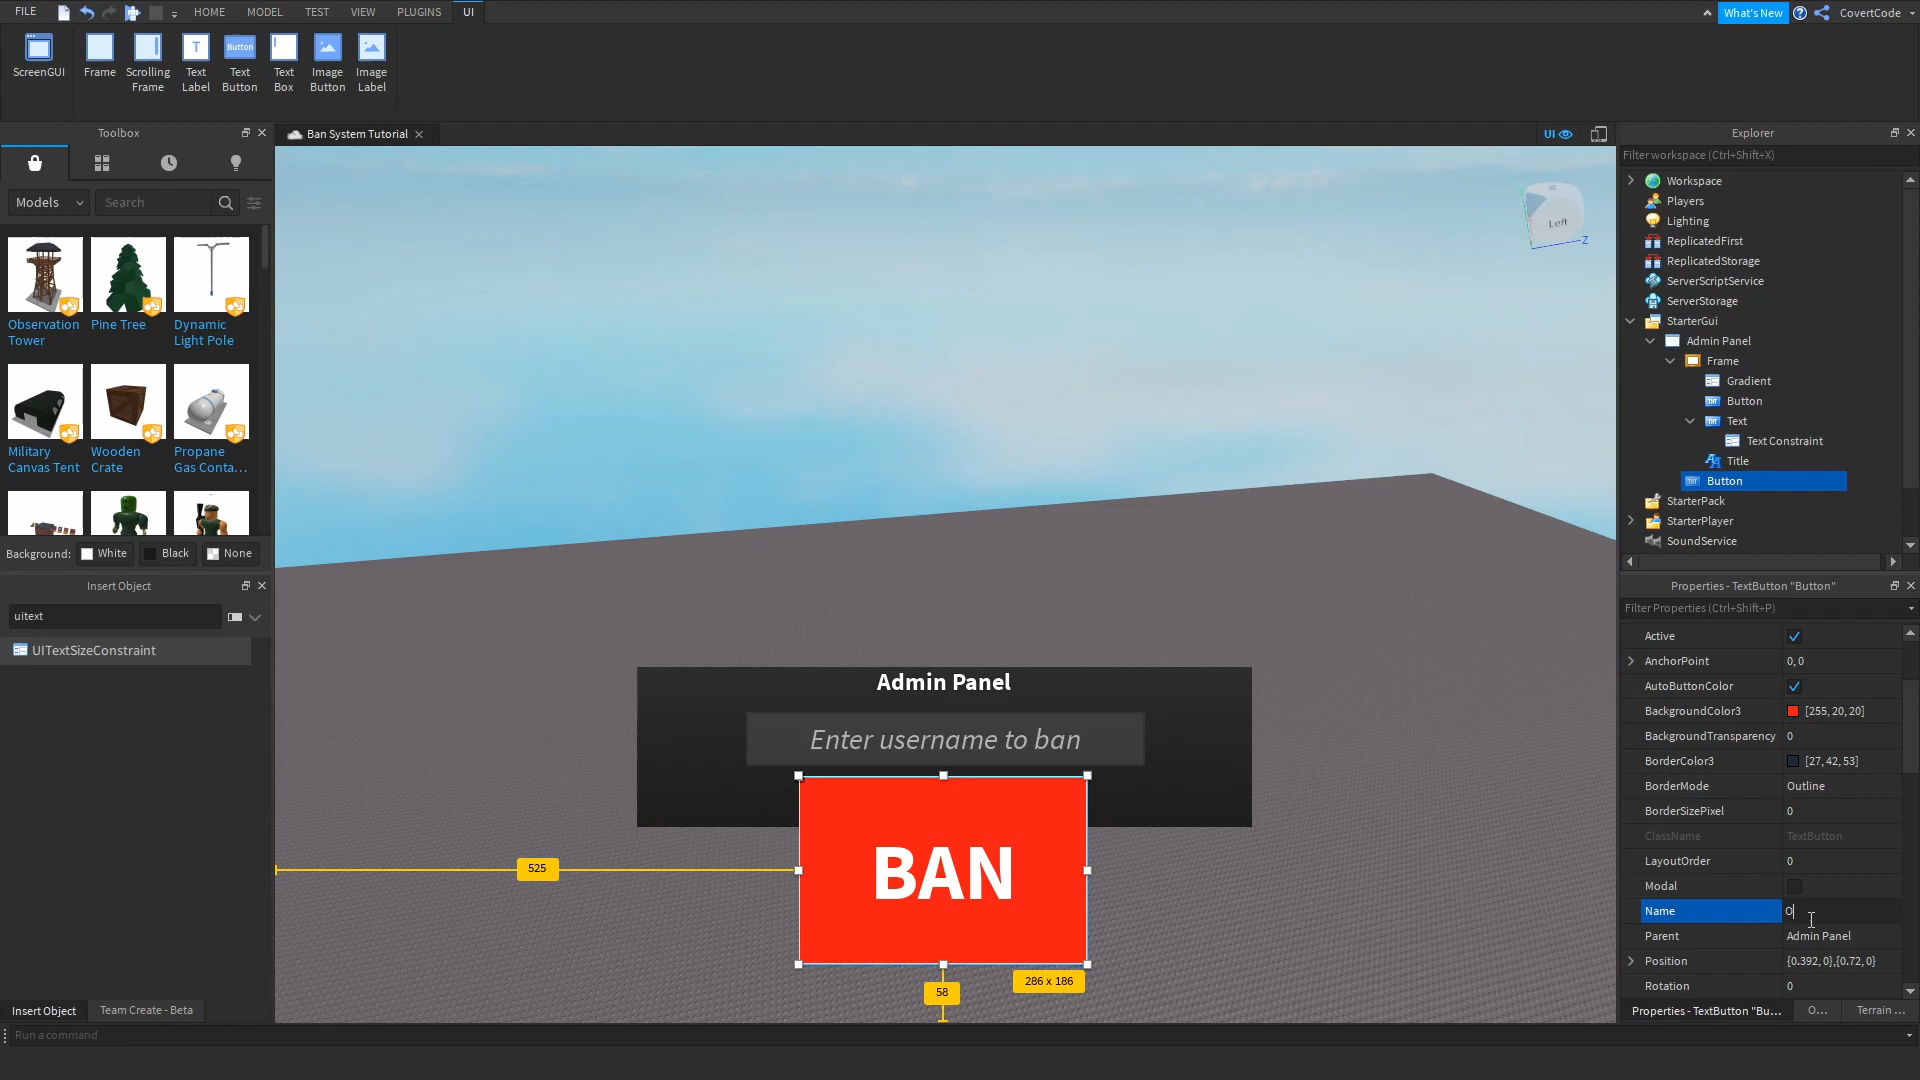 FILE
HOME
MODEL
TEST
VIEW
PLUGINS
UI
What's New
CovertCode
ScreenGUI
Frame
Scrolling
Frame
Text
Label
Button
Text
Button
Text
Box
Image
Button
Image
Label
Toolbox
Models
Search
Observation
Tower
Pine Tree
Dynamic
Light Pole
Military
Canvas Tent
Wooden
Crate
Propane
Gas Conta...
Background:
White
Black
None
Insert Object
uitext
UITextSizeConstraint
Insert Object
Team Create - Beta
Run a command
Ban System Tutorial
UI
Left
Z
Admin Panel
Enter username to ban
BAN
525
58
286 x 186
Explorer
Filter workspace (Ctrl+Shift+X)
Workspace
Players
Lighting
ReplicatedFirst
ReplicatedStorage
ServerScriptService
ServerStorage
StarterGui
Admin Panel
Frame
Gradient
Button
Text
Text Constraint
Title
Button
StarterPack
StarterPlayer
SoundService
Properties - TextButton "Button"
Filter Properties (Ctrl+Shift+P)
Active
AnchorPoint 0, 0
AutoButtonColor
BackgroundColor3 [255, 20, 20]
BackgroundTransparency 0
BorderColor3 [27, 42, 53]
BorderMode Outline
BorderSizePixel 0
ClassName TextButton
LayoutOrder 0
Modal
Name O
Parent Admin Panel
Position {0.392, 0},{0.72, 0}
Rotation 0
Properties - TextButton "Bu...
O...
Terrain ...